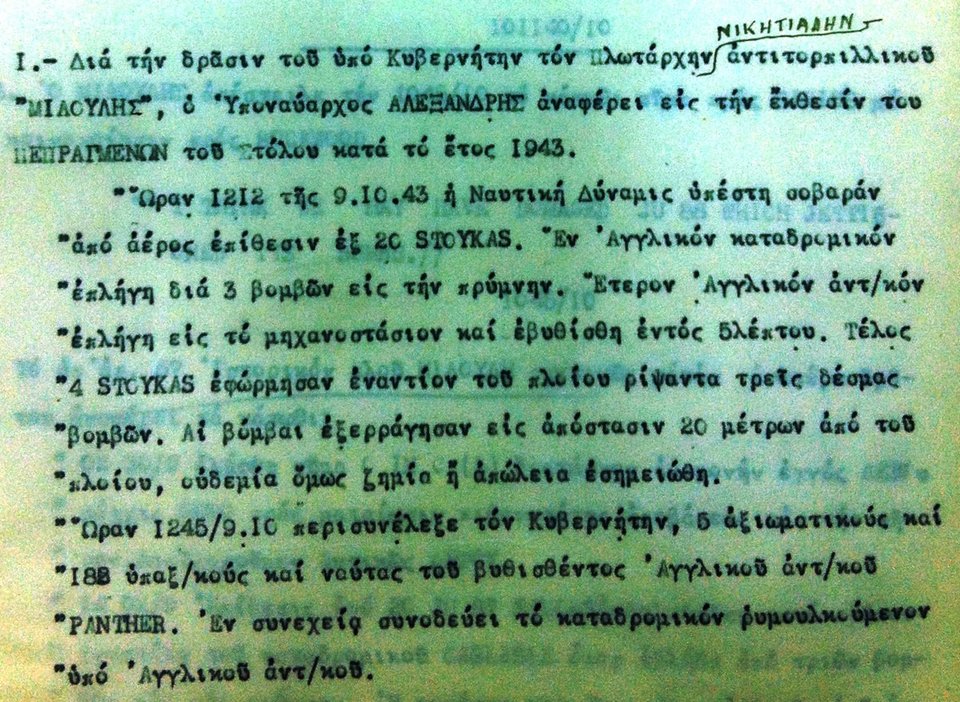 ΝΙΚΗΤΙΑΔΗΝ
Ι.- Διά τήν δρᾶσιν τοῦ ὑπό Κυβερνήτην τόν Πλωτάρχην ἀντιτορπιλλικοῦ
"ΜΙΑΟΥΛΗΣ", ὁ Ὑποναύαρχος ΑΛΕΞΑΝΔΡΗΣ ἀναφέρει εἰς τήν ἔκθεσίν του
ΠΕΠΡΑΓΜΕΝΩΝ τοῦ Στόλου κατά τό ἔτος 1943.
"Ὥραν 1212 τῆς 9.10.43 ἡ Ναυτική Δύναμις ὑπέστη σοβαράν
"ἀπό ἀέρος ἐπίθεσιν ἐξ 20 STOYKAS. Ἕν Ἀγγλικόν καταδρομικόν
"ἐπλήγη διά 3 βομβῶν εἰς τήν πρύμνην. Ἕτερον Ἀγγλικόν ἀντ/κόν
"ἐπλήγη εἰς τό μηχανοστάσιον καί ἐβυθίσθη ἐντός 5λέπτου. Τέλος
"4 STOYKAS ἐφώρμησαν ἐναντίον τοῦ πλοίου ρίψαντα τρεῖς δέσμας
"βομβῶν. Αἱ βόμβαι ἐξερράγησαν εἰς ἀπόστασιν 20 μέτρων ἀπό τοῦ
"πλοίου, οὐδεμία ὅμως ζημία ἤ ἀπώλεια ἐσημειώθη.
"Ὥραν 1245/9.10 περισυνέλεξε τόν Κυβερνήτην, 5 ἀξιωματικούς καί
"188 ὑπαξ/κούς καί ναύτας τοῦ βυθισθέντος Ἀγγλικοῦ ἀντ/κοῦ
"PANTHER. Ἐν συνεχείᾳ συνοδεύει τό καταδρομικόν ρυμουλκούμενον
"ὑπό Ἀγγλικοῦ ἀντ/κοῦ.